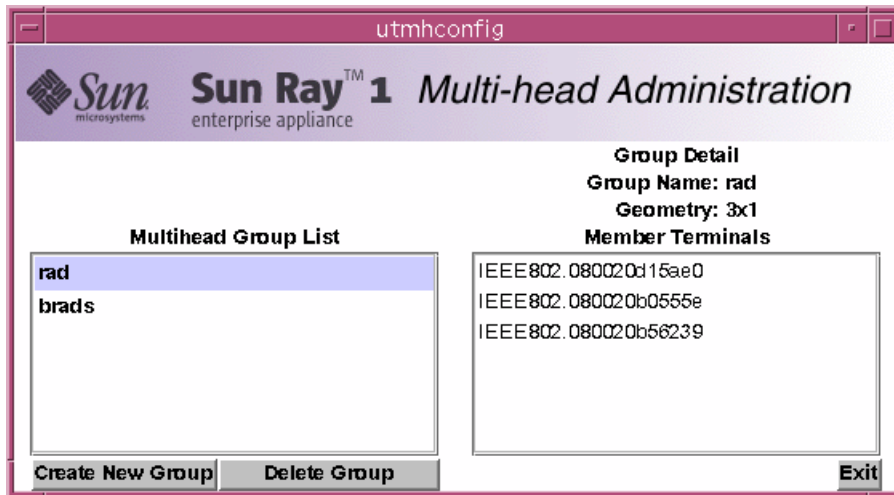 utmhconfig
Sun
microsystems
Sun Ray™ 1
enterprise appliance
Multi-head Administration
Group Detail
Group Name: rad
Geometry: 3x1
Multihead Group List
Member Terminals
rad
brads
IEEE802.080020d15ae0
IEEE802.080020b0555e
IEEE802.080020b56239
Create New Group
Delete Group
Exit